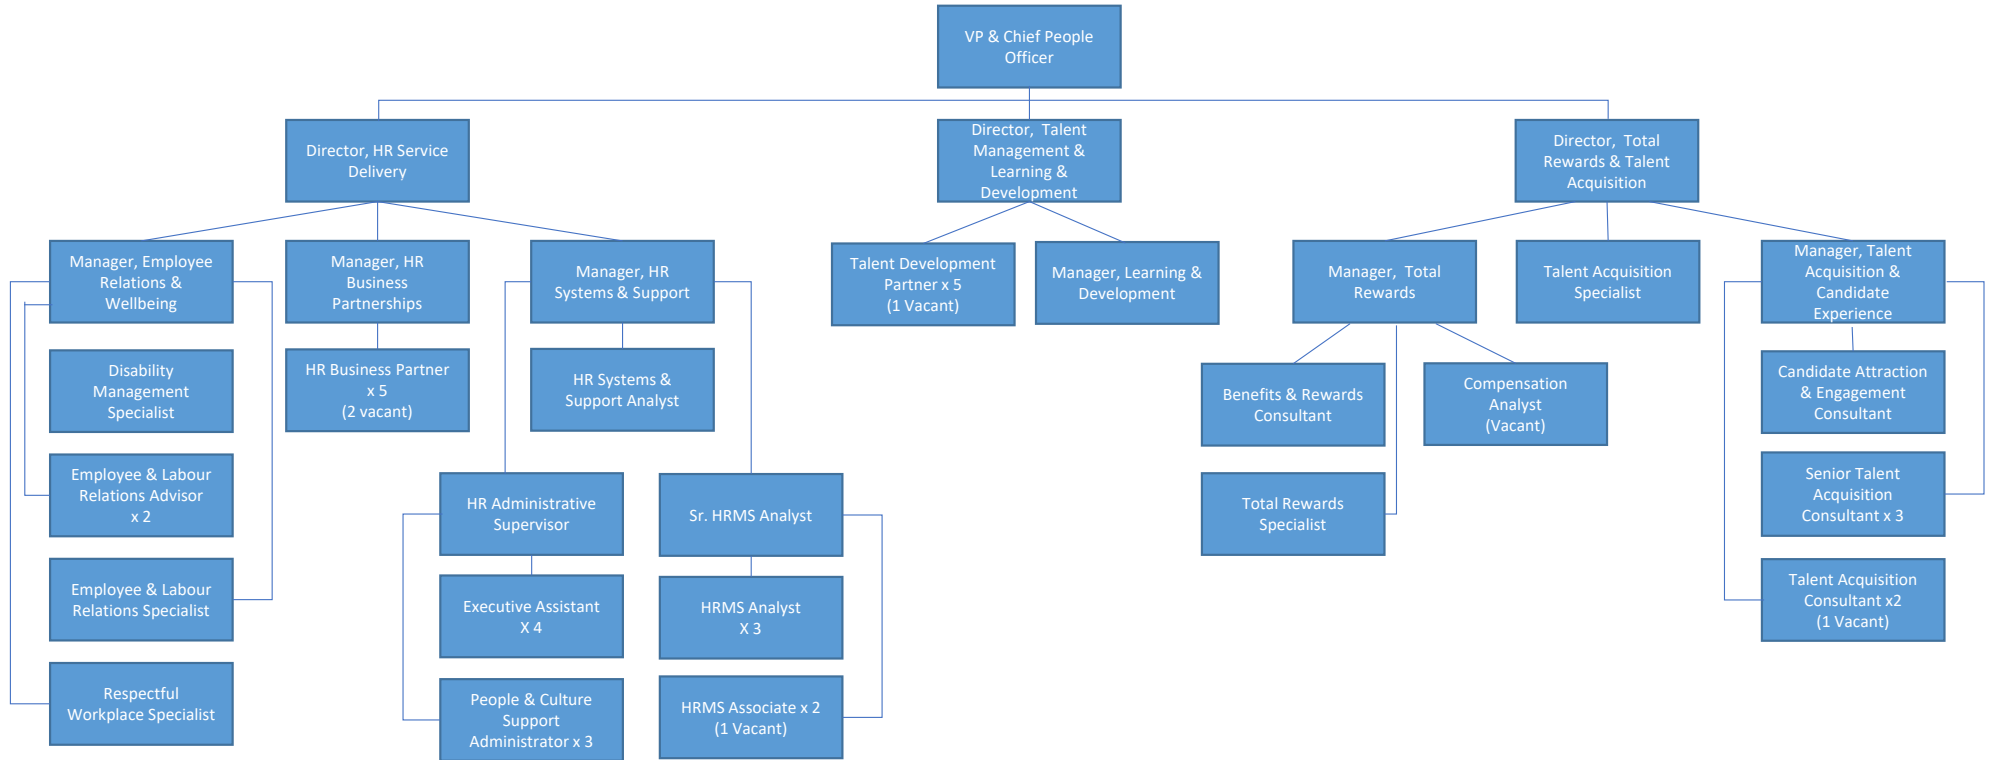 VP & Chief People
Officer
Director, HR Service
Delivery
Director, Talent
Management &
Learning &
Development
Director, Total
Rewards & Talent
Acquisition
Manager, Employee
Relations &
Wellbeing
Manager, HR
Business
Partnerships
Manager, HR
Systems & Support
Talent Development
Partner x 5
(1 Vacant)
Manager, Learning &
Development
Manager, Total
Rewards
Talent Acquisition
Specialist
Manager, Talent
Acquisition &
Candidate
Experience
Disability
Management
Specialist
HR Business Partner
x 5
(2 vacant)
HR Systems &
Support Analyst
Benefits & Rewards
Consultant
Compensation
Analyst
(Vacant)
Candidate Attraction
& Engagement
Consultant
Employee & Labour
Relations Advisor
x 2
HR Administrative
Supervisor
Sr. HRMS Analyst
Total Rewards
Specialist
Senior Talent
Acquisition
Consultant x 3
Employee & Labour
Relations Specialist
Executive Assistant
X 4
HRMS Analyst
X 3
Talent Acquisition
Consultant x2
(1 Vacant)
Respectful
Workplace Specialist
People & Culture
Support
Administrator x 3
HRMS Associate x 2
(1 Vacant)